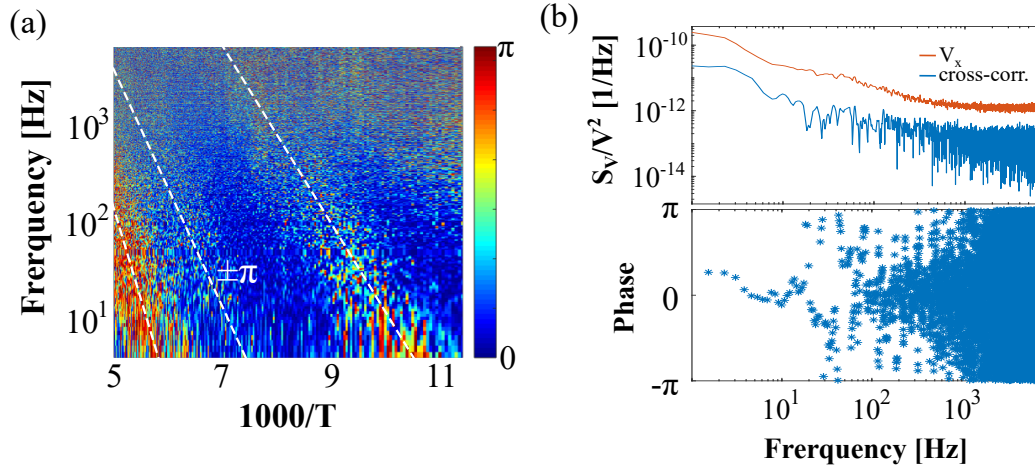 (a)
Frerquency [Hz]
10³
10²
10¹
5
7
9
11
1000/T
±π
π
0
(b)
S_V/V² [1/Hz]
10⁻¹⁰
10⁻¹²
10⁻¹⁴
V_x
cross-corr.
Phase
π
0
-π
10¹
10²
10³
Frerquency [Hz]